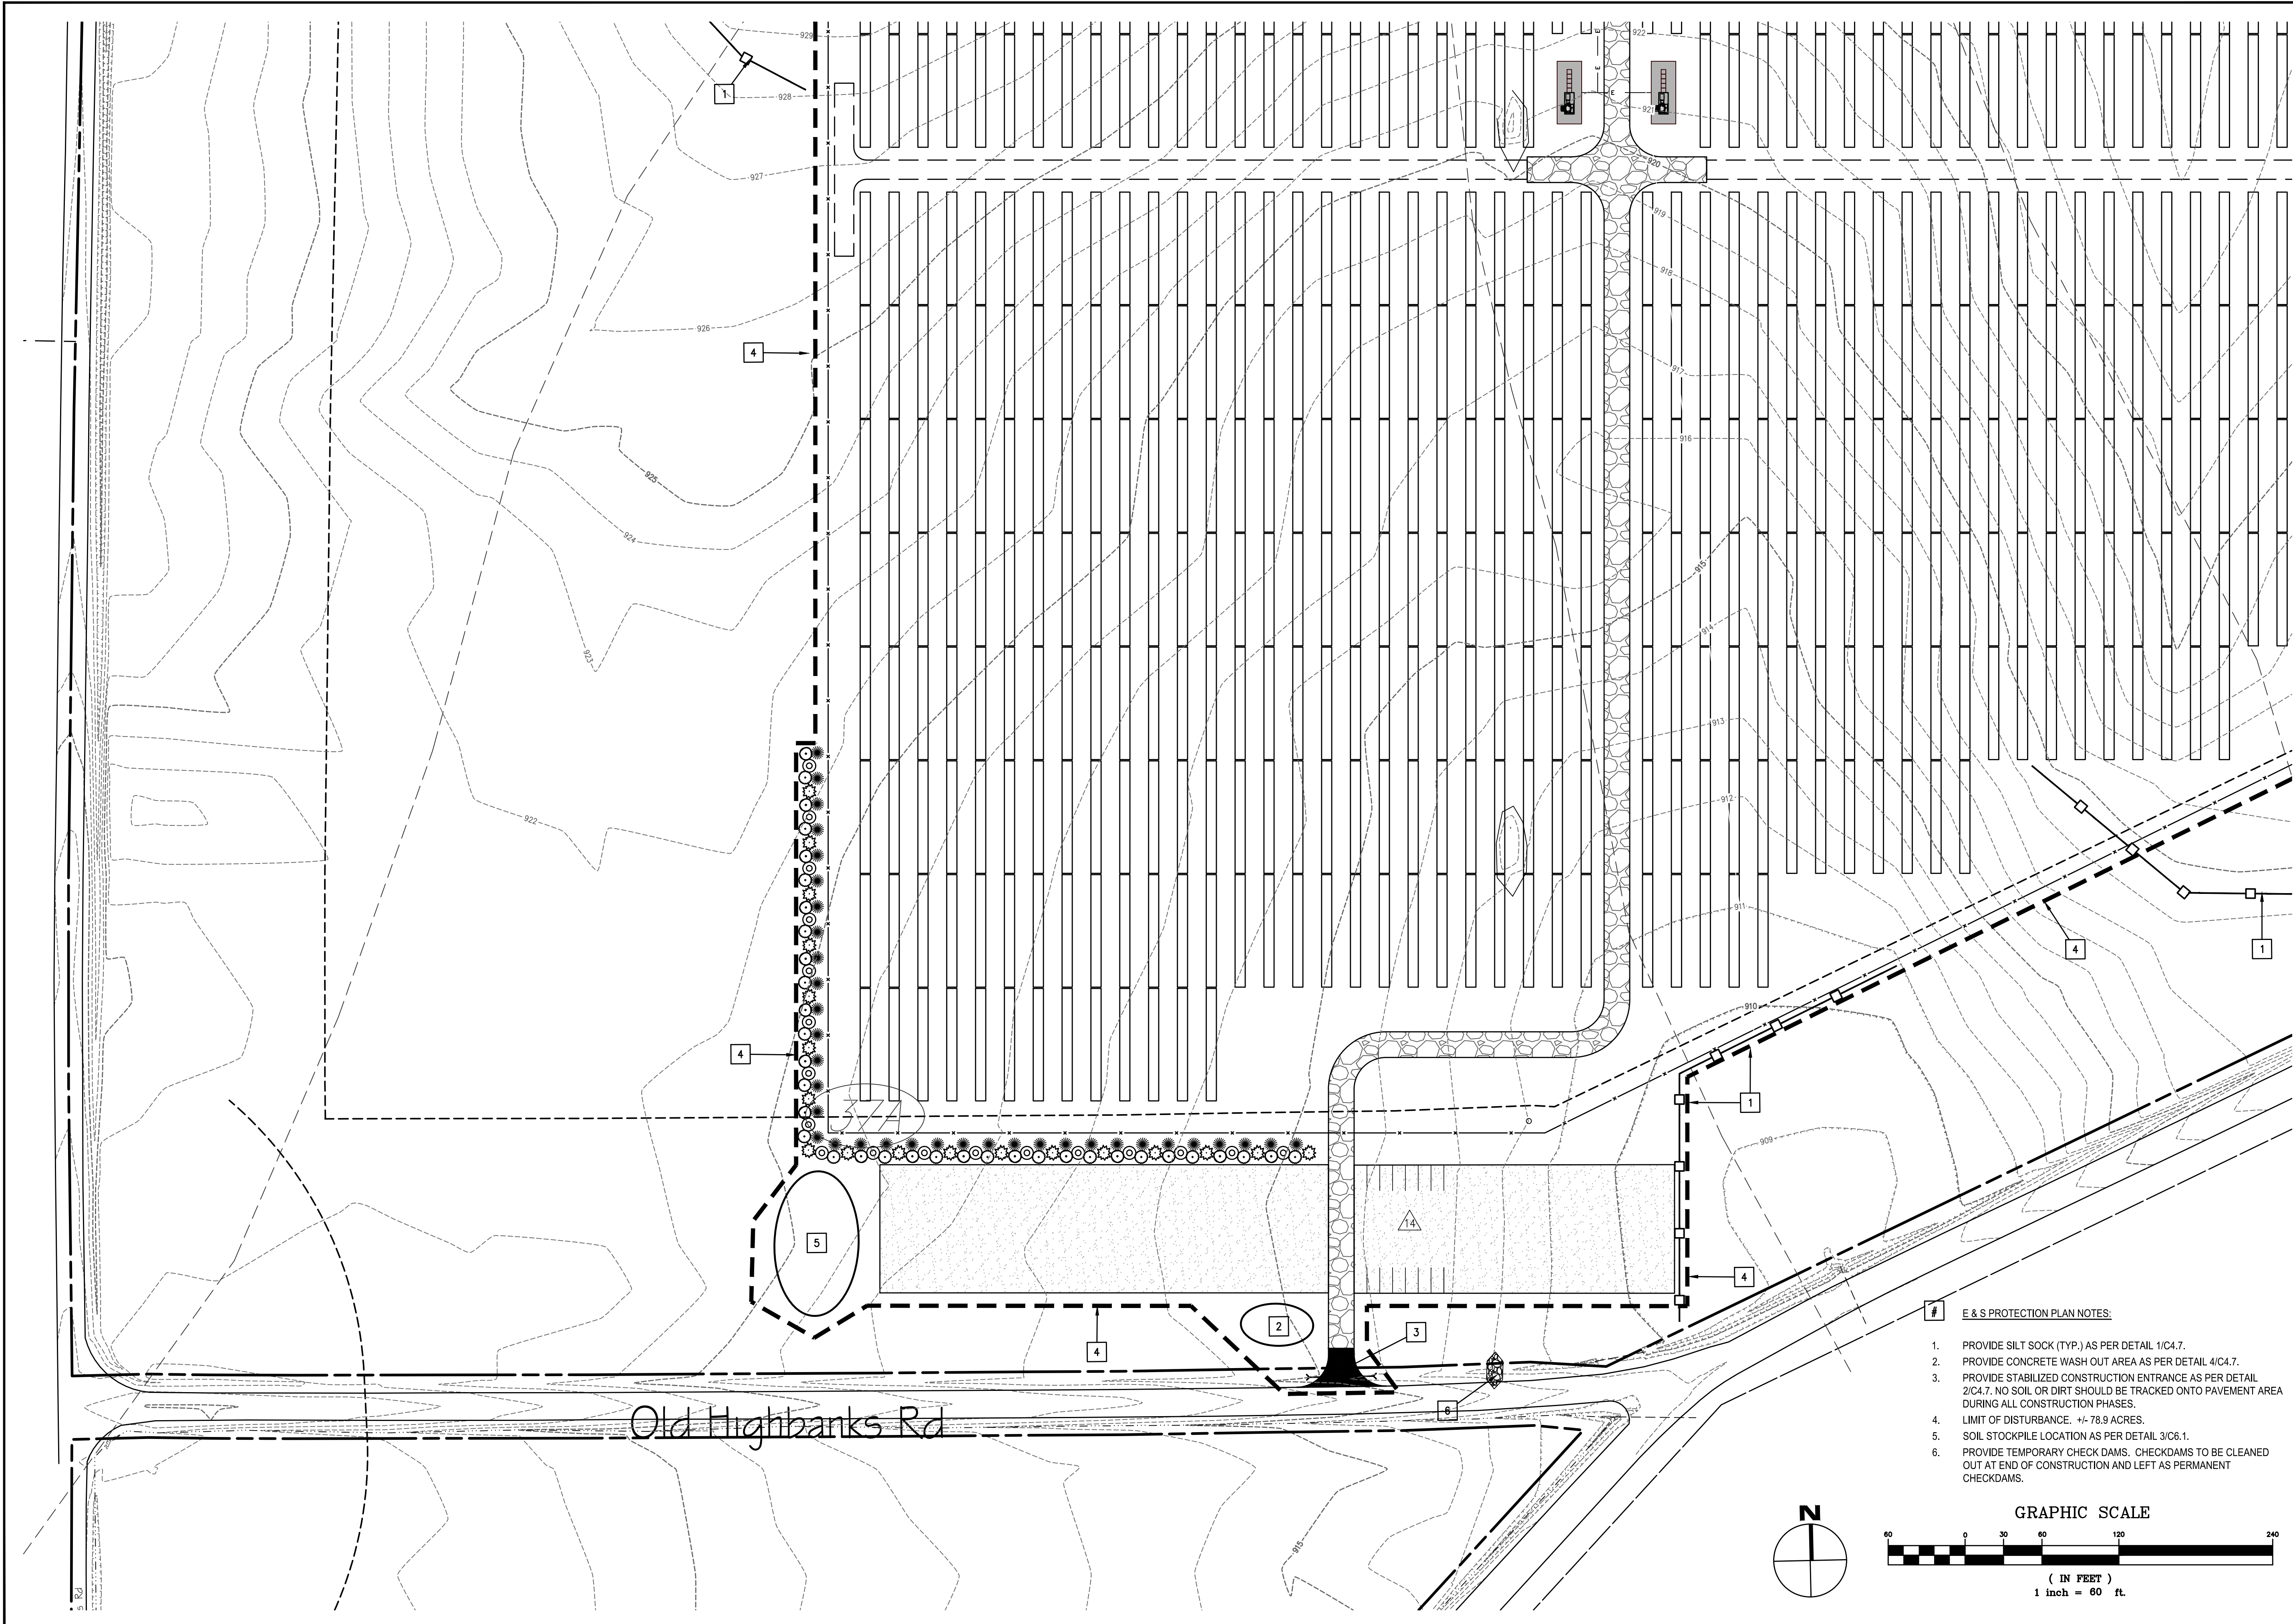 929
922
E
E
E
1
928
921
920
927
919
918
926
4
917
916
925
924
915
914
923
913
912
922
911
4
1
910
4
1
909
14
5
4
#
E & S PROTECTION PLAN NOTES:
2
3
4
1. PROVIDE SILT SOCK (TYP.) AS PER DETAIL 1/C4.7.
2. PROVIDE CONCRETE WASH OUT AREA AS PER DETAIL 4/C4.7.
3. PROVIDE STABILIZED CONSTRUCTION ENTRANCE AS PER DETAIL
2/C4.7. NO SOIL OR DIRT SHOULD BE TRACKED ONTO PAVEMENT AREA
DURING ALL CONSTRUCTION PHASES.
4. LIMIT OF DISTURBANCE. +/- 78.9 ACRES.
5. SOIL STOCKPILE LOCATION AS PER DETAIL 3/C6.1.
6. PROVIDE TEMPORARY CHECK DAMS. CHECKDAMS TO BE CLEANED
OUT AT END OF CONSTRUCTION AND LEFT AS PERMANENT
CHECKDAMS.
6
Old Highbanks Rd
915
Rd
N
GRAPHIC SCALE
60 0 30 60 120 240
( IN FEET )
1 inch = 60 ft.